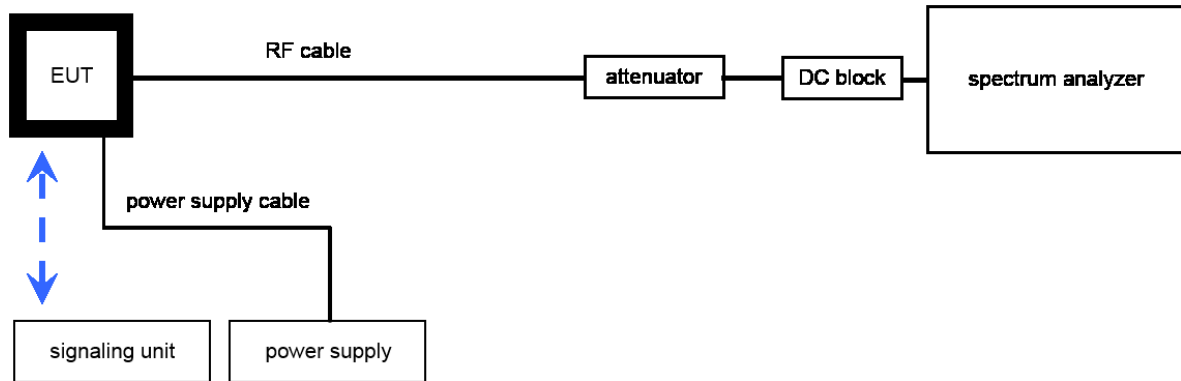 EUT
RF cable
attenuator
DC block
spectrum analyzer
power supply cable
signaling unit
power supply